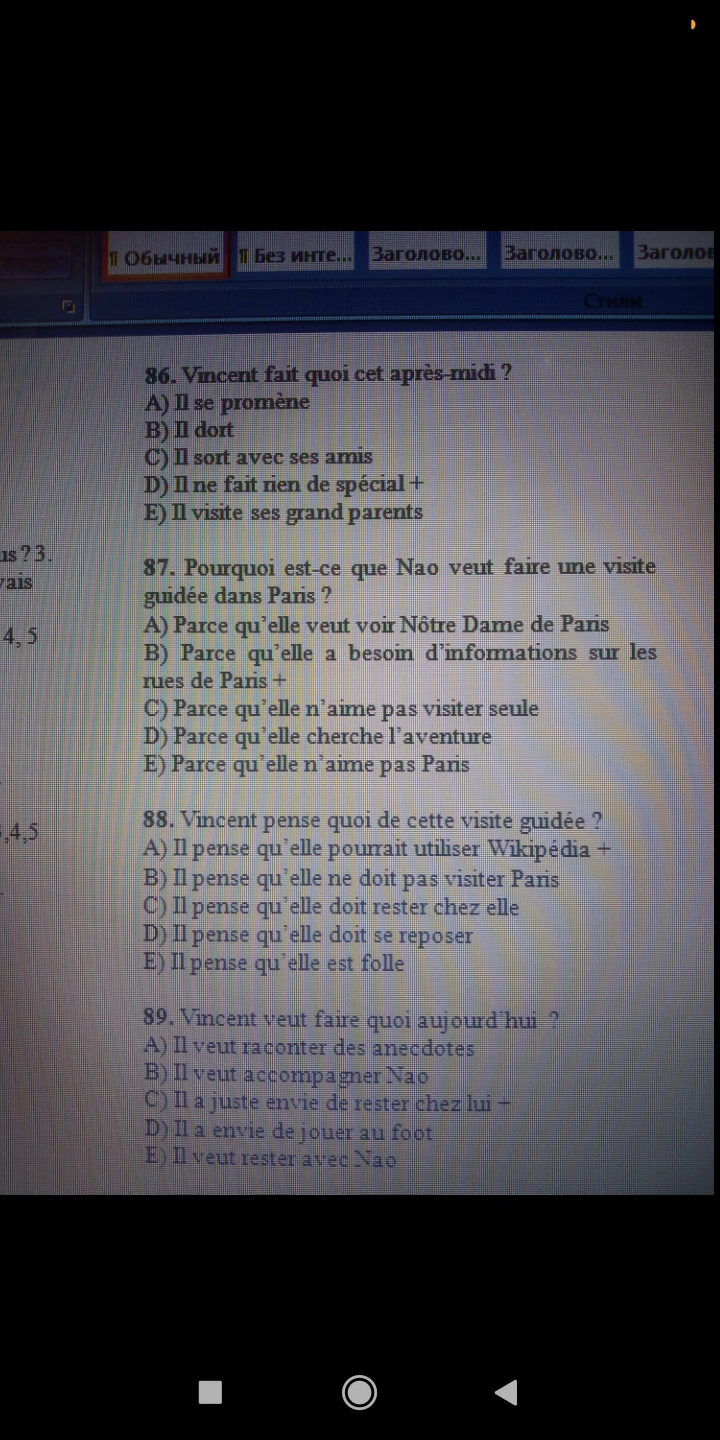 ¶ Обычный ¶ Без инте... Заголово... Заголово...
Стили
86. Vincent fait quoi cet après-midi ?
A) Il se promène
B) Il dort
C) Il sort avec ses amis
D) Il ne fait rien de spécial +
E) Il visite ses grand parents
3.
87. Pourquoi est-ce que Nao veut faire une visite
guidée dans Paris ?
4, 5
A) Parce qu'elle veut voir Nôtre Dame de Paris
B) Parce qu'elle a besoin d'informations sur les
rues de Paris +
C) Parce qu'elle n'aime pas visiter seule
D) Parce qu'elle cherche l'aventure
E) Parce qu'elle n'aime pas Paris
88. Vincent pense quoi de cette visite guidée ?
,4,5
A) Il pense qu'elle pourrait utiliser Wikipédia +
B) Il pense qu'elle ne doit pas visiter Paris
C) Il pense qu'elle doit rester chez elle
D) Il pense qu'elle doit se reposer
E) Il pense qu'elle est folle
89. Vincent veut faire quoi aujourd'hui ?
A) Il veut raconter des anecdotes
B) Il veut accompagner Nao
C) Il a juste envie de rester chez lui +
D) Il a envie de jouer au foot
E) Il veut rester avec Nao